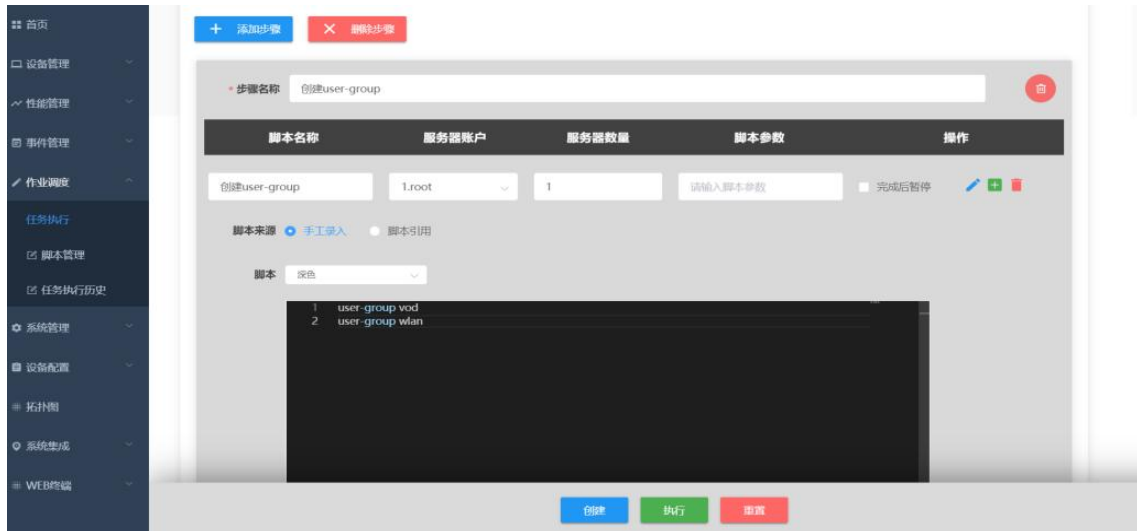 首页
设备管理
性能管理
事件管理
作业调度
任务执行
脚本管理
任务执行历史
系统管理
设备配置
拓扑图
系统集成
WEB终端
添加步骤 删除步骤
* 步骤名称 创建user-group
脚本名称 服务器账户 服务器数量 脚本参数 操作
创建user-group 1.root 1 请输入脚本参数 完成后暂停
脚本来源 手工录入 脚本引用
脚本 深色
1 user-group vod
2 user-group wlan
创建 执行 重置